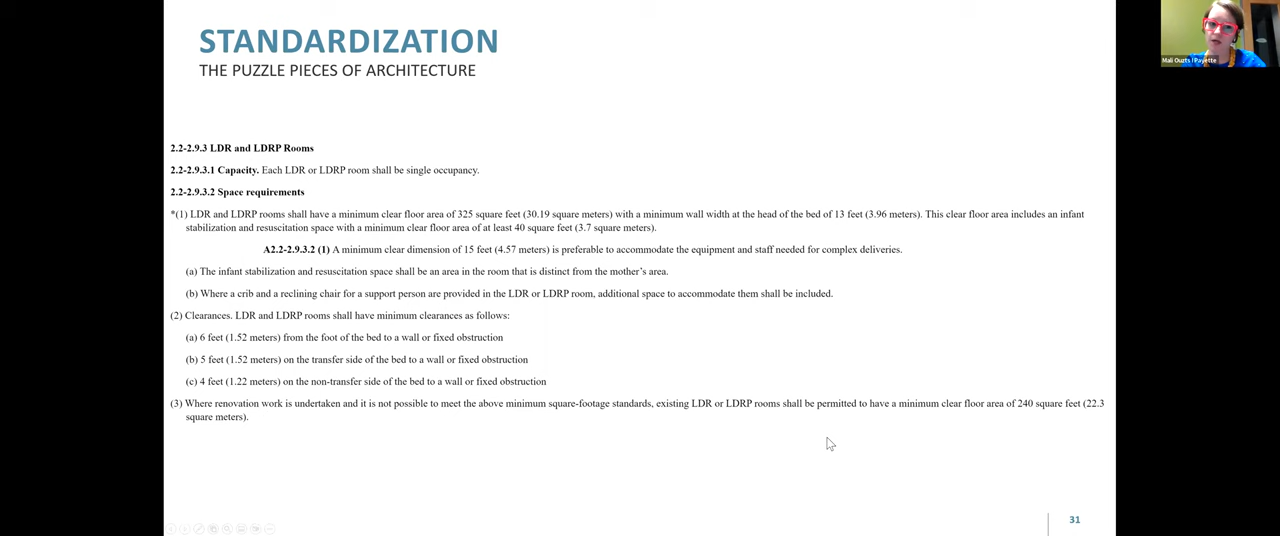 STANDARDIZATION
THE PUZZLE PIECES OF ARCHITECTURE
Mali Ouzts | Payette
2.2-2.9.3 LDR and LDRP Rooms
2.2-2.9.3.1 Capacity. Each LDR or LDRP room shall be single occupancy.
2.2-2.9.3.2 Space requirements
*(1) LDR and LDRP rooms shall have a minimum clear floor area of 325 square feet (30.19 square meters) with a minimum wall width at the head of the bed of 13 feet (3.96 meters). This clear floor area includes an infant
stabilization and resuscitation space with a minimum clear floor area of at least 40 square feet (3.7 square meters).
A2.2-2.9.3.2 (1) A minimum clear dimension of 15 feet (4.57 meters) is preferable to accommodate the equipment and staff needed for complex deliveries.
(a) The infant stabilization and resuscitation space shall be an area in the room that is distinct from the mother's area.
(b) Where a crib and a reclining chair for a support person are provided in the LDR or LDRP room, additional space to accommodate them shall be included.
(2) Clearances. LDR and LDRP rooms shall have minimum clearances as follows:
(a) 6 feet (1.52 meters) from the foot of the bed to a wall or fixed obstruction
(b) 5 feet (1.52 meters) on the transfer side of the bed to a wall or fixed obstruction
(c) 4 feet (1.22 meters) on the non-transfer side of the bed to a wall or fixed obstruction
(3) Where renovation work is undertaken and it is not possible to meet the above minimum square-footage standards, existing LDR or LDRP rooms shall be permitted to have a minimum clear floor area of 240 square feet (22.3
square meters).
31